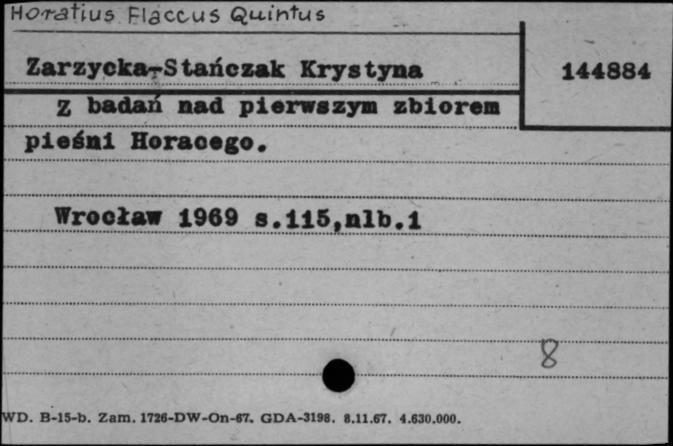 Horatius Flaccus Quintus
Zarzycka-Stańczak Krystyna
144884
Z badań nad pierwszym zbiorem
pieśni Horacego.
Wrocław 1969 s.115,nlb.1
8
WD. B-15-b. Zam. 1726-DW-On-67. GDA-3198. 8.11.67. 4.630.000.